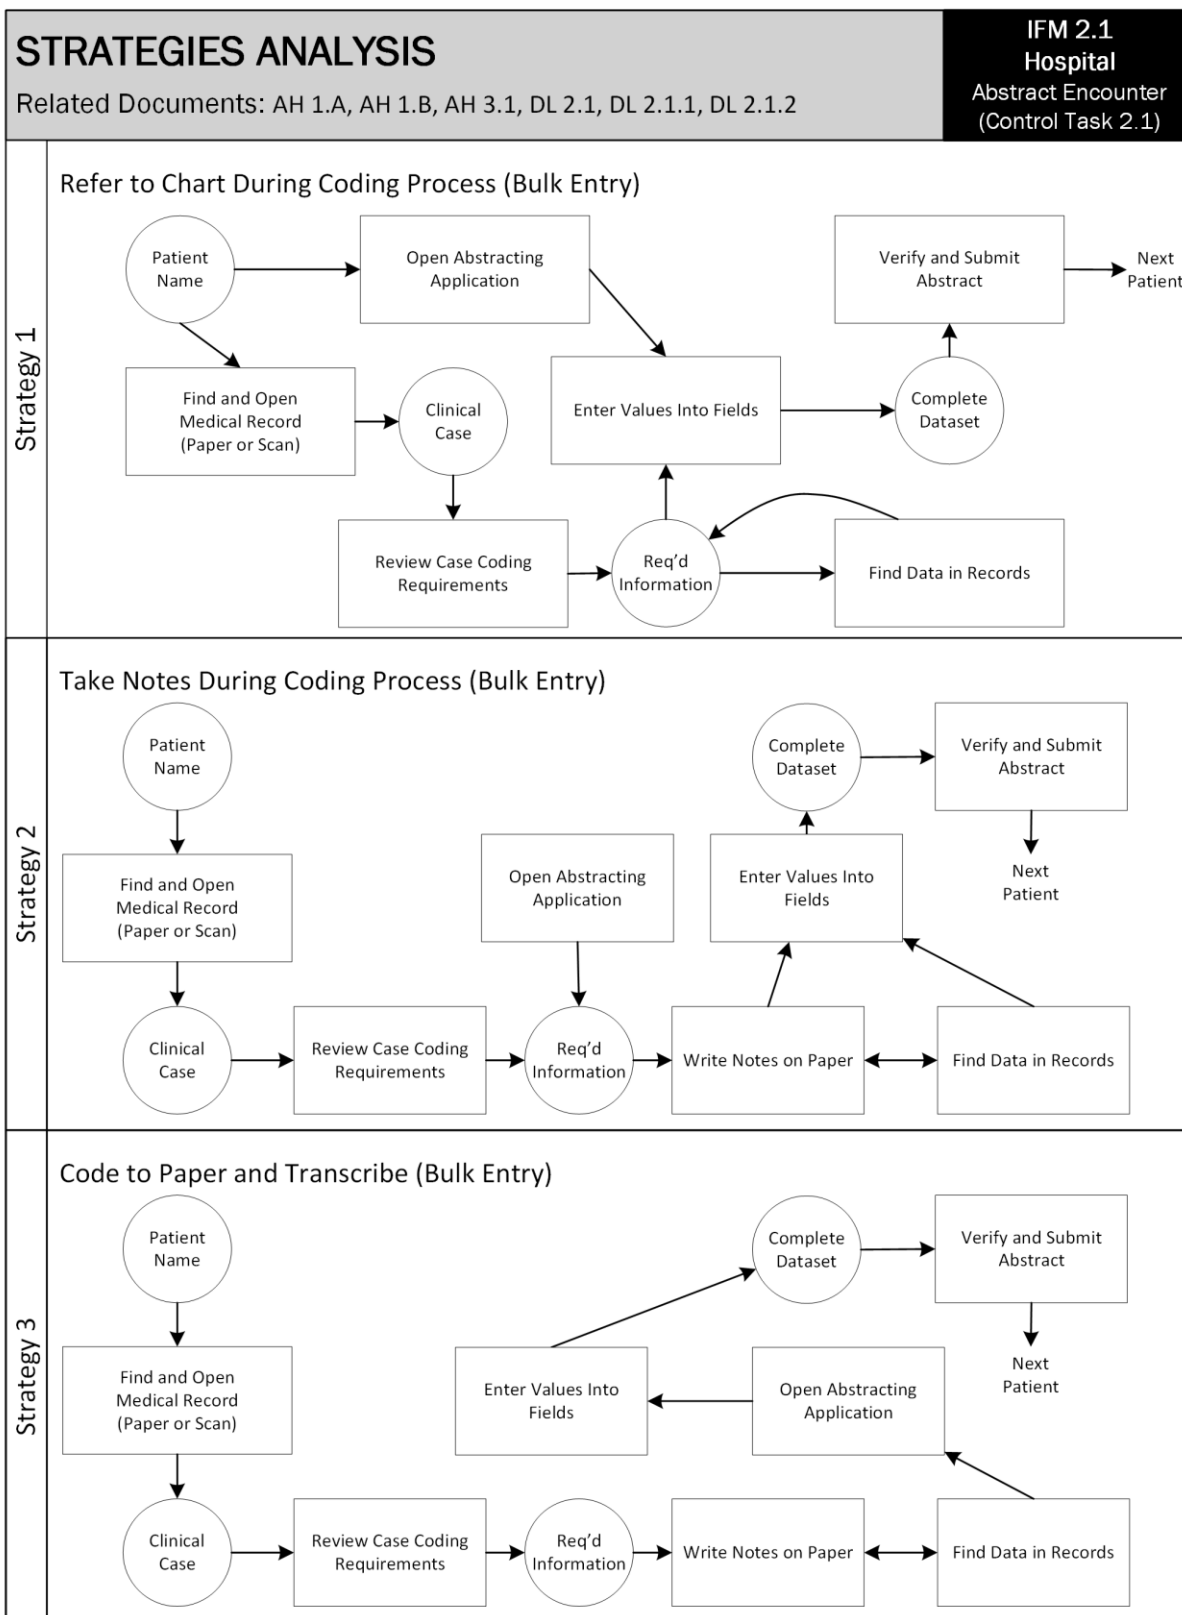 STRATEGIES ANALYSIS
Related Documents: AH 1.A, AH 1.B, AH 3.1, DL 2.1, DL 2.1.1, DL 2.1.2
IFM 2.1
Hospital
Abstract Encounter
(Control Task 2.1)
Strategy 1
Refer to Chart During Coding Process (Bulk Entry)
Patient
Name
Open Abstracting
Application
Verify and Submit
Abstract
Next
Patient
Find and Open
Medical Record
(Paper or Scan)
Clinical
Case
Enter Values Into Fields
Complete
Dataset
Review Case Coding
Requirements
Req'd
Information
Find Data in Records
Strategy 2
Take Notes During Coding Process (Bulk Entry)
Patient
Name
Complete
Dataset
Verify and Submit
Abstract
Find and Open
Medical Record
(Paper or Scan)
Open Abstracting
Application
Enter Values Into
Fields
Next
Patient
Clinical
Case
Review Case Coding
Requirements
Req'd
Information
Write Notes on Paper
Find Data in Records
Strategy 3
Code to Paper and Transcribe (Bulk Entry)
Patient
Name
Complete
Dataset
Verify and Submit
Abstract
Find and Open
Medical Record
(Paper or Scan)
Enter Values Into
Fields
Open Abstracting
Application
Next
Patient
Clinical
Case
Review Case Coding
Requirements
Req'd
Information
Write Notes on Paper
Find Data in Records